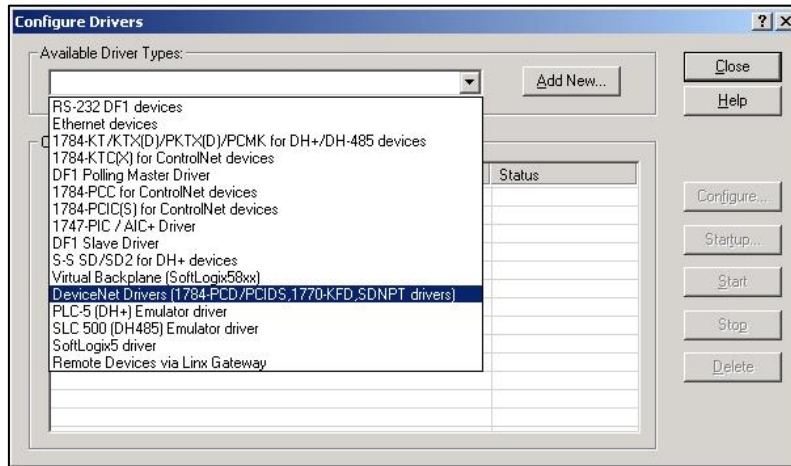 Configure Drivers
Available Driver Types:
Add New...
Close
Help
RS-232 DF1 devices
Ethernet devices
1784-KT/KTX(D)/PKTX(D)/PCMK for DH+/DH-485 devices
1784-KTC(X) for ControlNet devices
DF1 Polling Master Driver
1784-PCC for ControlNet devices
1784-PCIC(S) for ControlNet devices
1747-PIC / AIC+ Driver
DF1 Slave Driver
S-S SD/SD2 for DH+ devices
Virtual Backplane (SoftLogix58xx)
DeviceNet Drivers (1784-PCD/PCIDS,1770-KFD,SDNPT drivers)
PLC-5 (DH+) Emulator driver
SLC 500 (DH485) Emulator driver
SoftLogix5 driver
Remote Devices via Linx Gateway
Status
Configure...
Startup...
Start
Stop
Delete